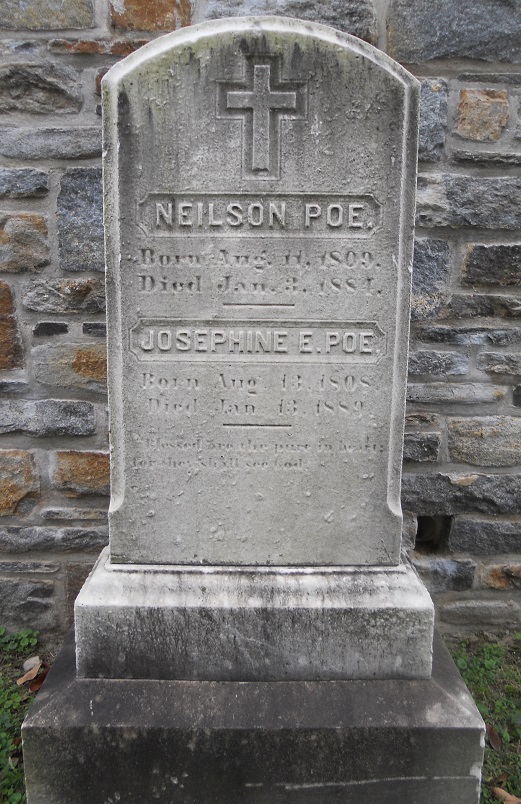 NEILSON POE.
Born Aug. 11. 1809.
Died Jan. 3. 1884.
JOSEPHINE E. POE
Born Aug 13. 1808
Died Jan 13. 1889
Blessed are the pure in heart;
for they shall see God.